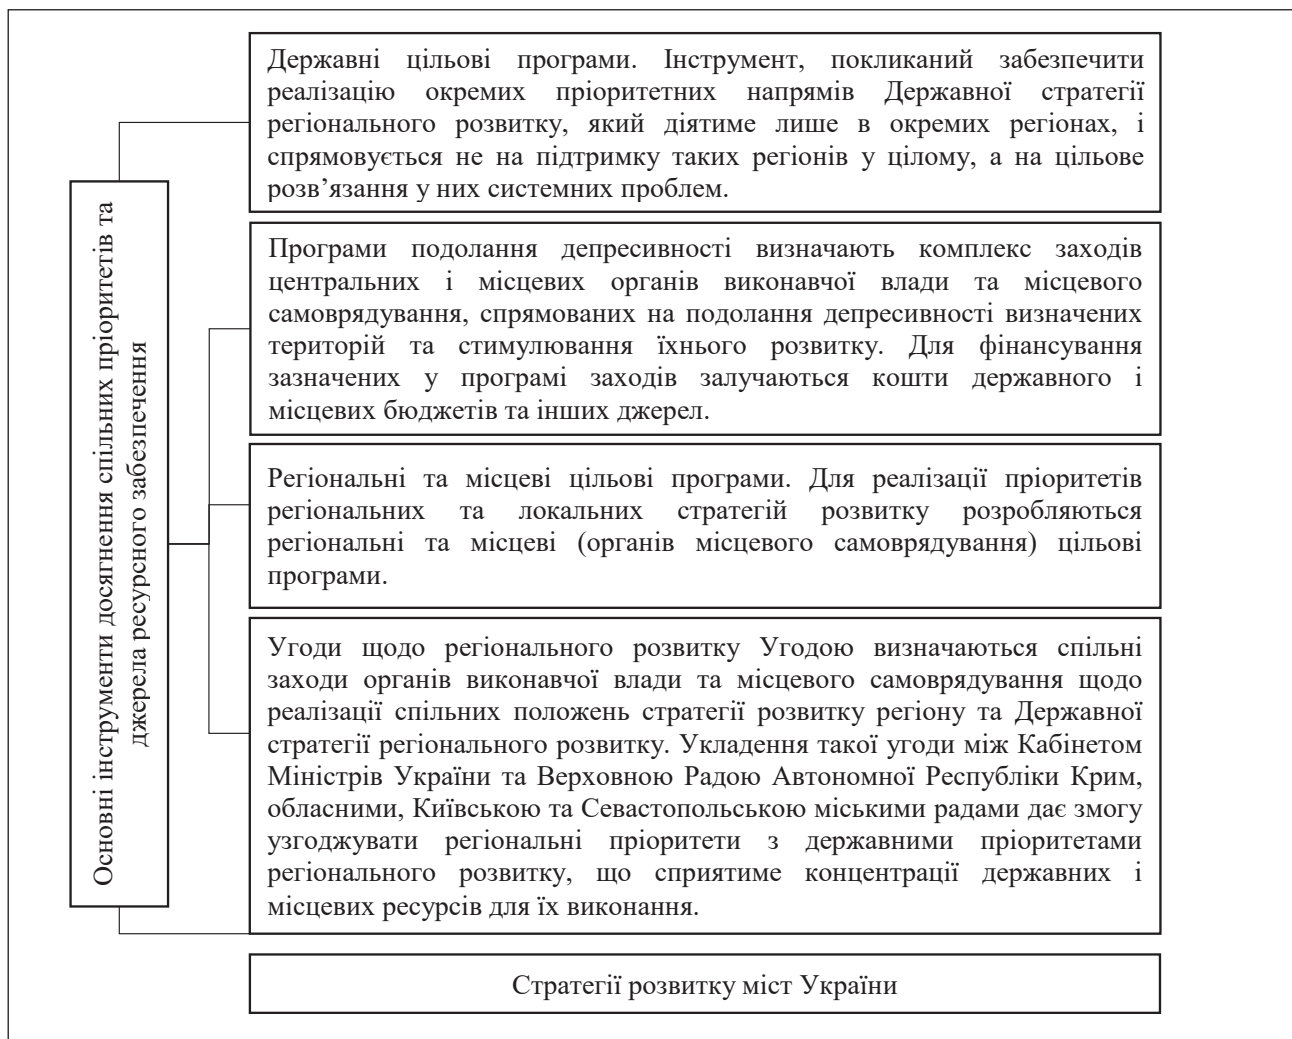 Основні інструменти досягнення спільних пріоритетів та
джерела ресурсного забезпечення
Державні цільові програми. Інструмент, покликаний забезпечити
реалізацію окремих пріоритетних напрямів Державної стратегії
регіонального розвитку, який діятиме лише в окремих регіонах, і
спрямовується не на підтримку таких регіонів у цілому, а на цільове
розв’язання у них системних проблем.
Програми подолання депресивності визначають комплекс заходів
центральних і місцевих органів виконавчої влади та місцевого
самоврядування, спрямованих на подолання депресивності визначених
територій та стимулювання їхнього розвитку. Для фінансування
зазначених у програмі заходів залучаються кошти державного і
місцевих бюджетів та інших джерел.
Регіональні та місцеві цільові програми. Для реалізації пріоритетів
регіональних та локальних стратегій розвитку розробляються
регіональні та місцеві (органів місцевого самоврядування) цільові
програми.
Угоди щодо регіонального розвитку Угодою визначаються спільні
заходи органів виконавчої влади та місцевого самоврядування щодо
реалізації спільних положень стратегії розвитку регіону та Державної
стратегії регіонального розвитку. Укладення такої угоди між Кабінетом
Міністрів України та Верховною Радою Автономної Республіки Крим,
обласними, Київською та Севастопольською міськими радами дає змогу
узгоджувати регіональні пріоритети з державними пріоритетами
регіонального розвитку, що сприятиме концентрації державних і
місцевих ресурсів для їх виконання.
Стратегії розвитку міст України